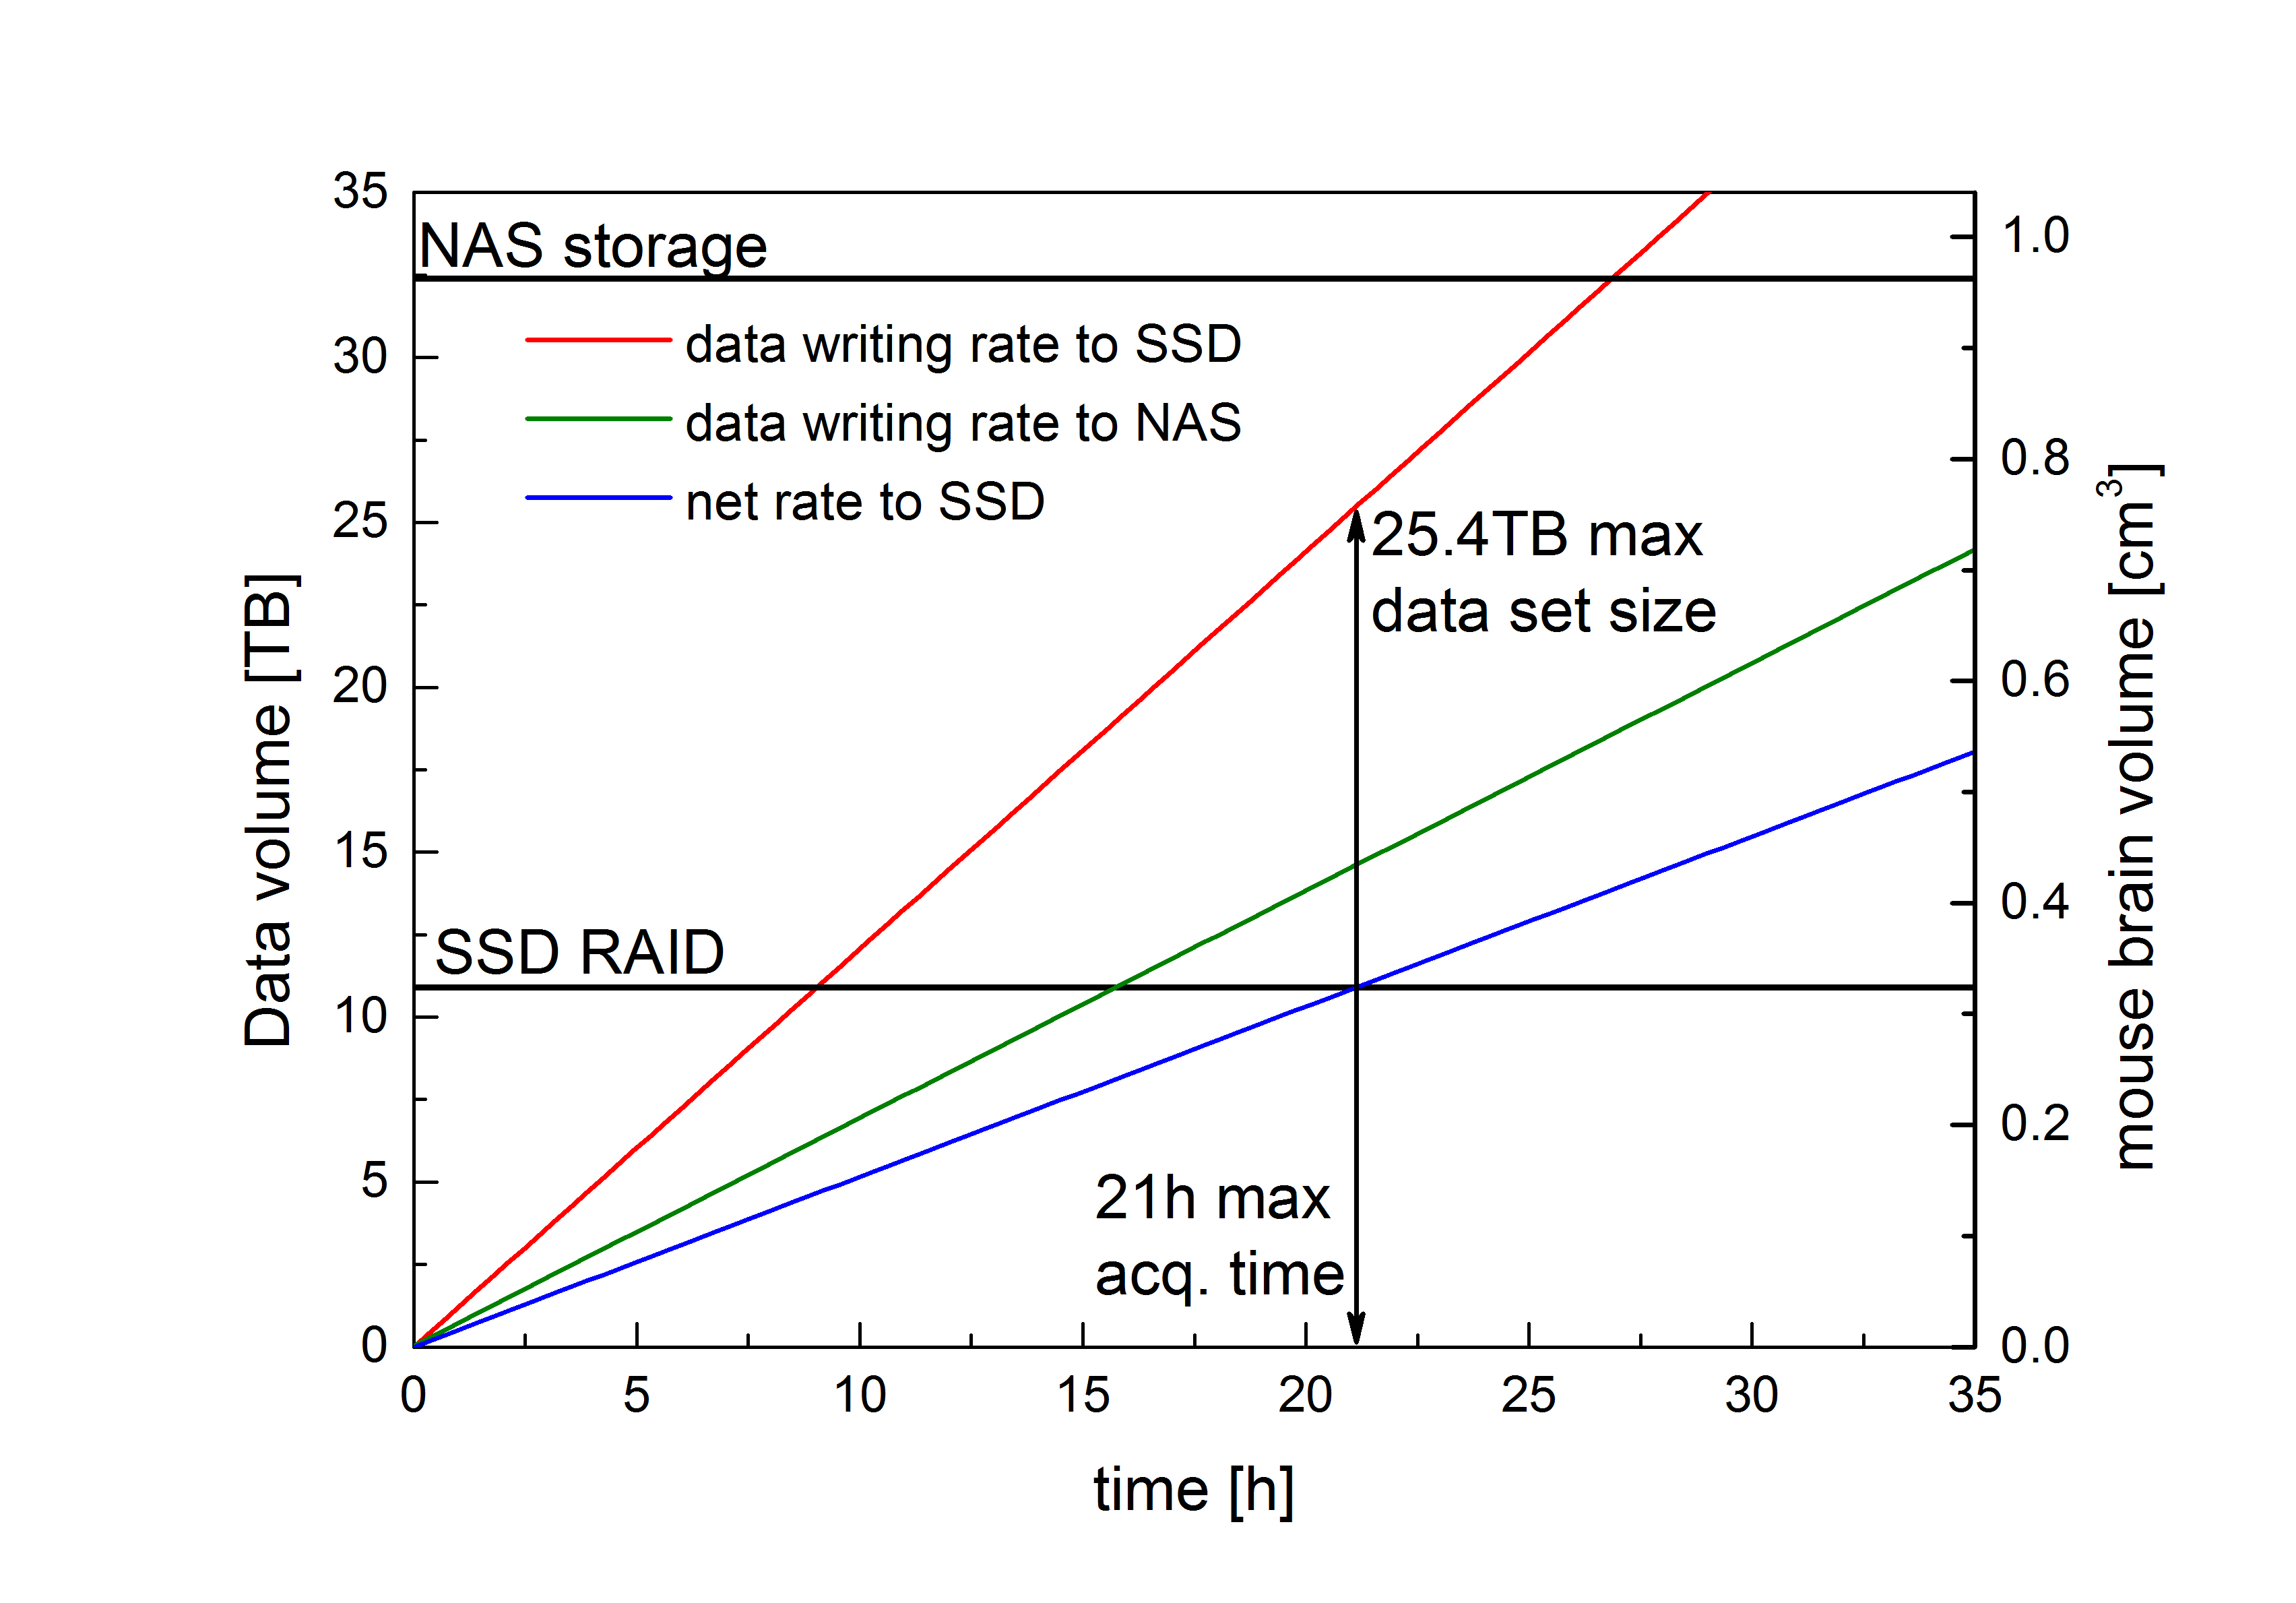 35
30
25
20
15
10
5
0
Data volume [TB]
NAS storage
data writing rate to SSD
data writing rate to NAS
net rate to SSD
25.4TB max
data set size
SSD RAID
21h max
acq. time
1.0
0.8
0.6
0.4
0.2
0.0
mouse brain volume [cm³]
0 5 10 15 20 25 30 35
time [h]